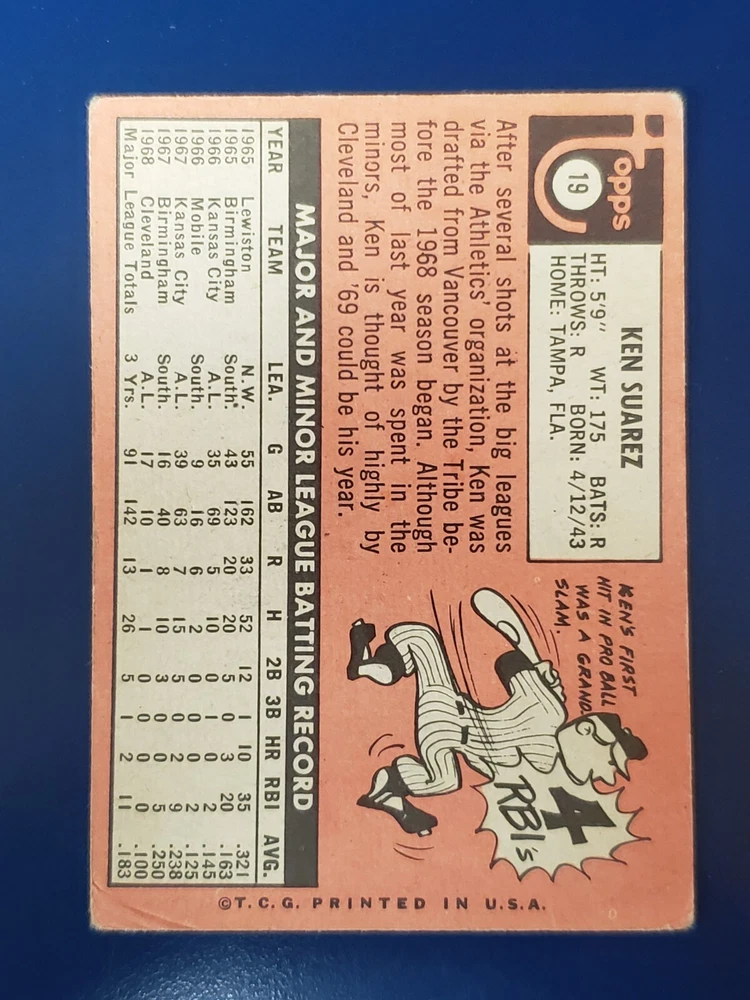 Topps
19
KEN SUAREZ
HT: 5'9" WT: 175 BATS: R
THROWS: R BORN: 4/12/43
HOME: TAMPA, FLA.
After several shots at the big leagues
via the Athletics' organization, Ken was
drafted from Vancouver by the Tribe be-
fore the 1968 season began. Although
most of last year was spent in the
minors, Ken is thought of highly by
Cleveland and '69 could be his year.
KEN'S FIRST
HIT IN PRO BALL
WAS A GRAND
SLAM.
4
RBI's
MAJOR AND MINOR LEAGUE BATTING RECORD
YEAR TEAM LEA. G AB R H 2B 3B HR RBI AVG.
1965 Lewiston N.W. 55 162 33 52 12 1 10 35 .321
1965 Birmingham South. 43 123 20 20 5 0 3 20 .163
1966 Kansas City A.L. 35 69 5 10 0 1 0 2 .145
1966 Mobile South. 9 16 6 2 0 0 0 2 .125
1967 Kansas City A.L. 39 63 7 15 5 0 2 9 .238
1967 Birmingham South. 16 40 8 10 3 0 0 5 .250
1968 Cleveland A.L. 17 10 1 1 0 0 0 0 .100
Major League Totals 3 Yrs. 91 142 13 26 5 1 2 11 .183
©T.C.G. PRINTED IN U.S.A.